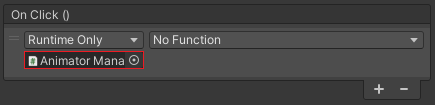 On Click ()
Runtime Only No Function
Animator Mana